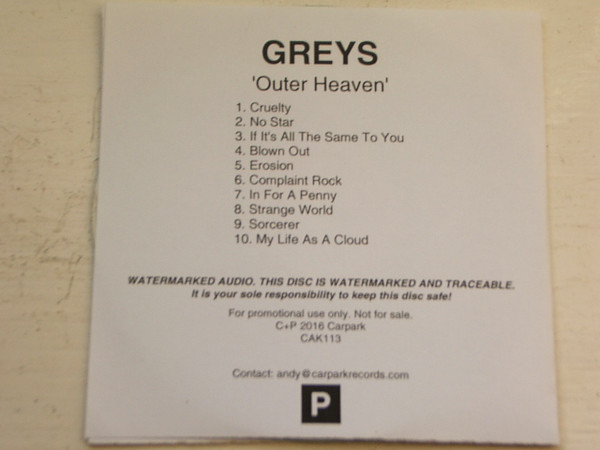 GREYS
'Outer Heaven'
1. Cruelty
2. No Star
3. If It's All The Same To You
4. Blown Out
5. Erosion
6. Complaint Rock
7. In For A Penny
8. Strange World
9. Sorcerer
10. My Life As A Cloud
WATERMARKED AUDIO. THIS DISC IS WATERMARKED AND TRACEABLE.
It is your sole responsibility to keep this disc safe!
For promotional use only. Not for sale.
C+P 2016 Carpark
CAK113
Contact: andy@carparkrecords.com
P